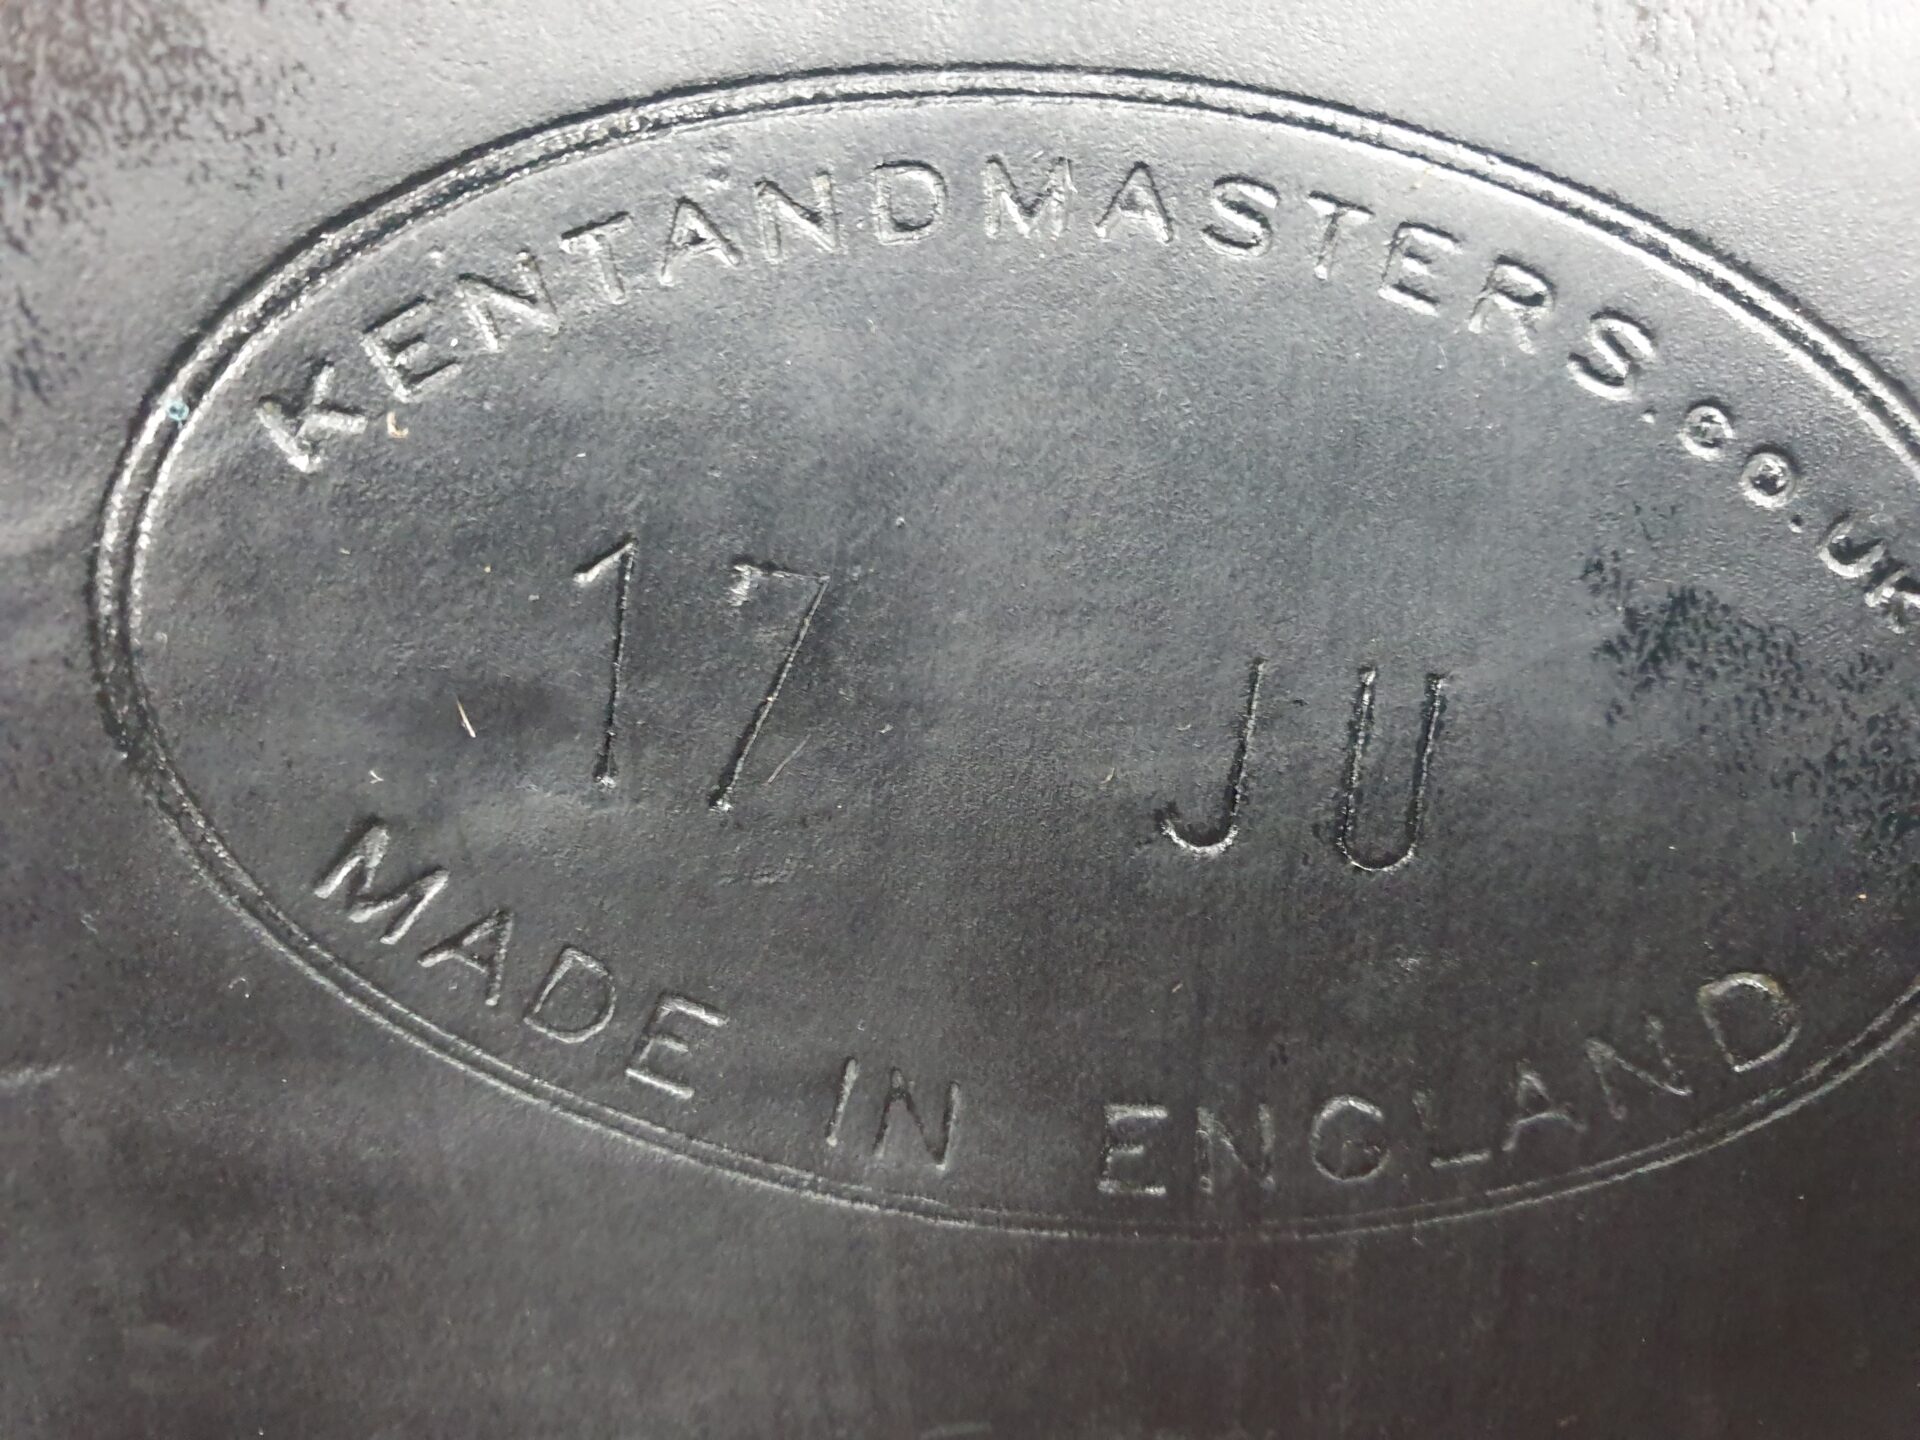 KENTANDMASTERS.co.UK
17 JU
MADE IN ENGLAND